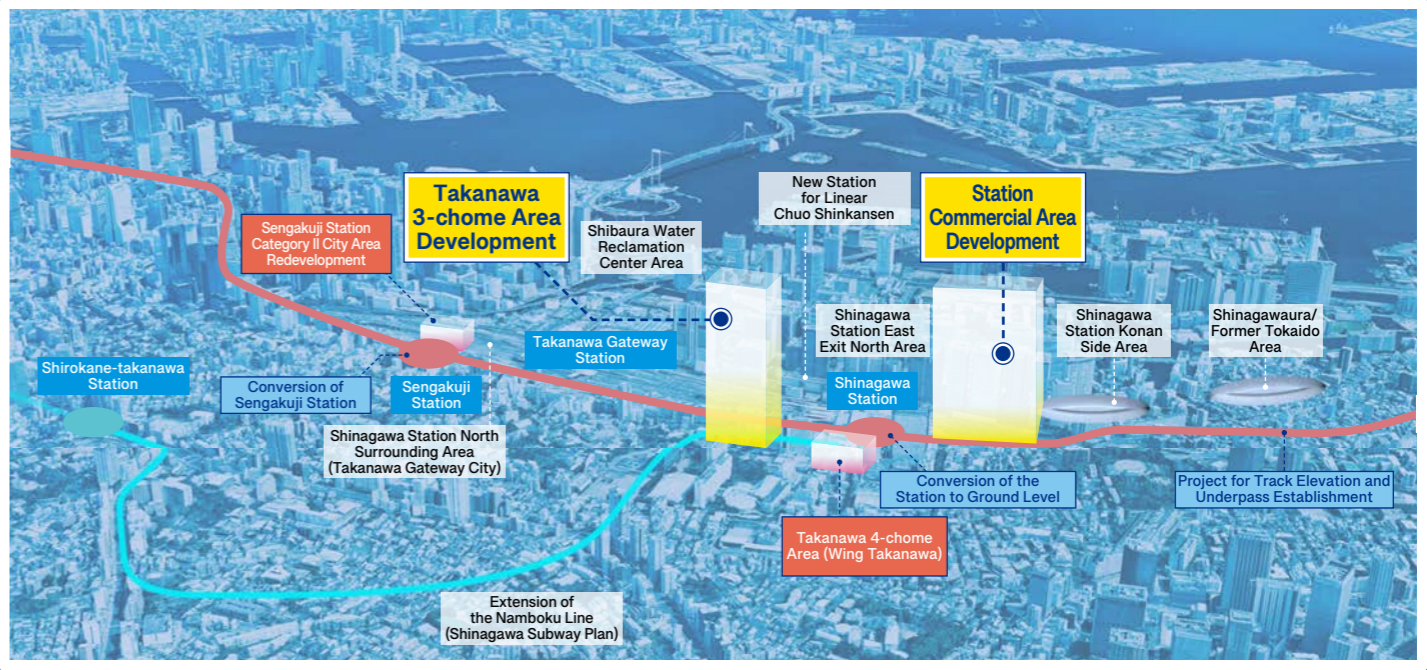 Takanawa
3-chome Area
Development
New Station
for Linear
Chuo Shinkansen
Station
Commercial Area
Development
Sengakuji Station
Category II City Area
Redevelopment
Shibaura Water
Reclamation
Center Area
Shinagawa
Station East
Exit North Area
Shinagawa
Station Konan
Side Area
Shinagawaura/
Former Tokaido
Area
Takanawa Gateway
Station
Shirokane-takanawa
Station
Conversion of
Sengakuji Station
Sengakuji
Station
Shinagawa
Station
Shinagawa Station North
Surrounding Area
(Takanawa Gateway City)
Conversion of the
Station to Ground Level
Project for Track Elevation and
Underpass Establishment
Takanawa 4-chome
Area (Wing Takanawa)
Extension of
the Namboku Line
(Shinagawa Subway Plan)